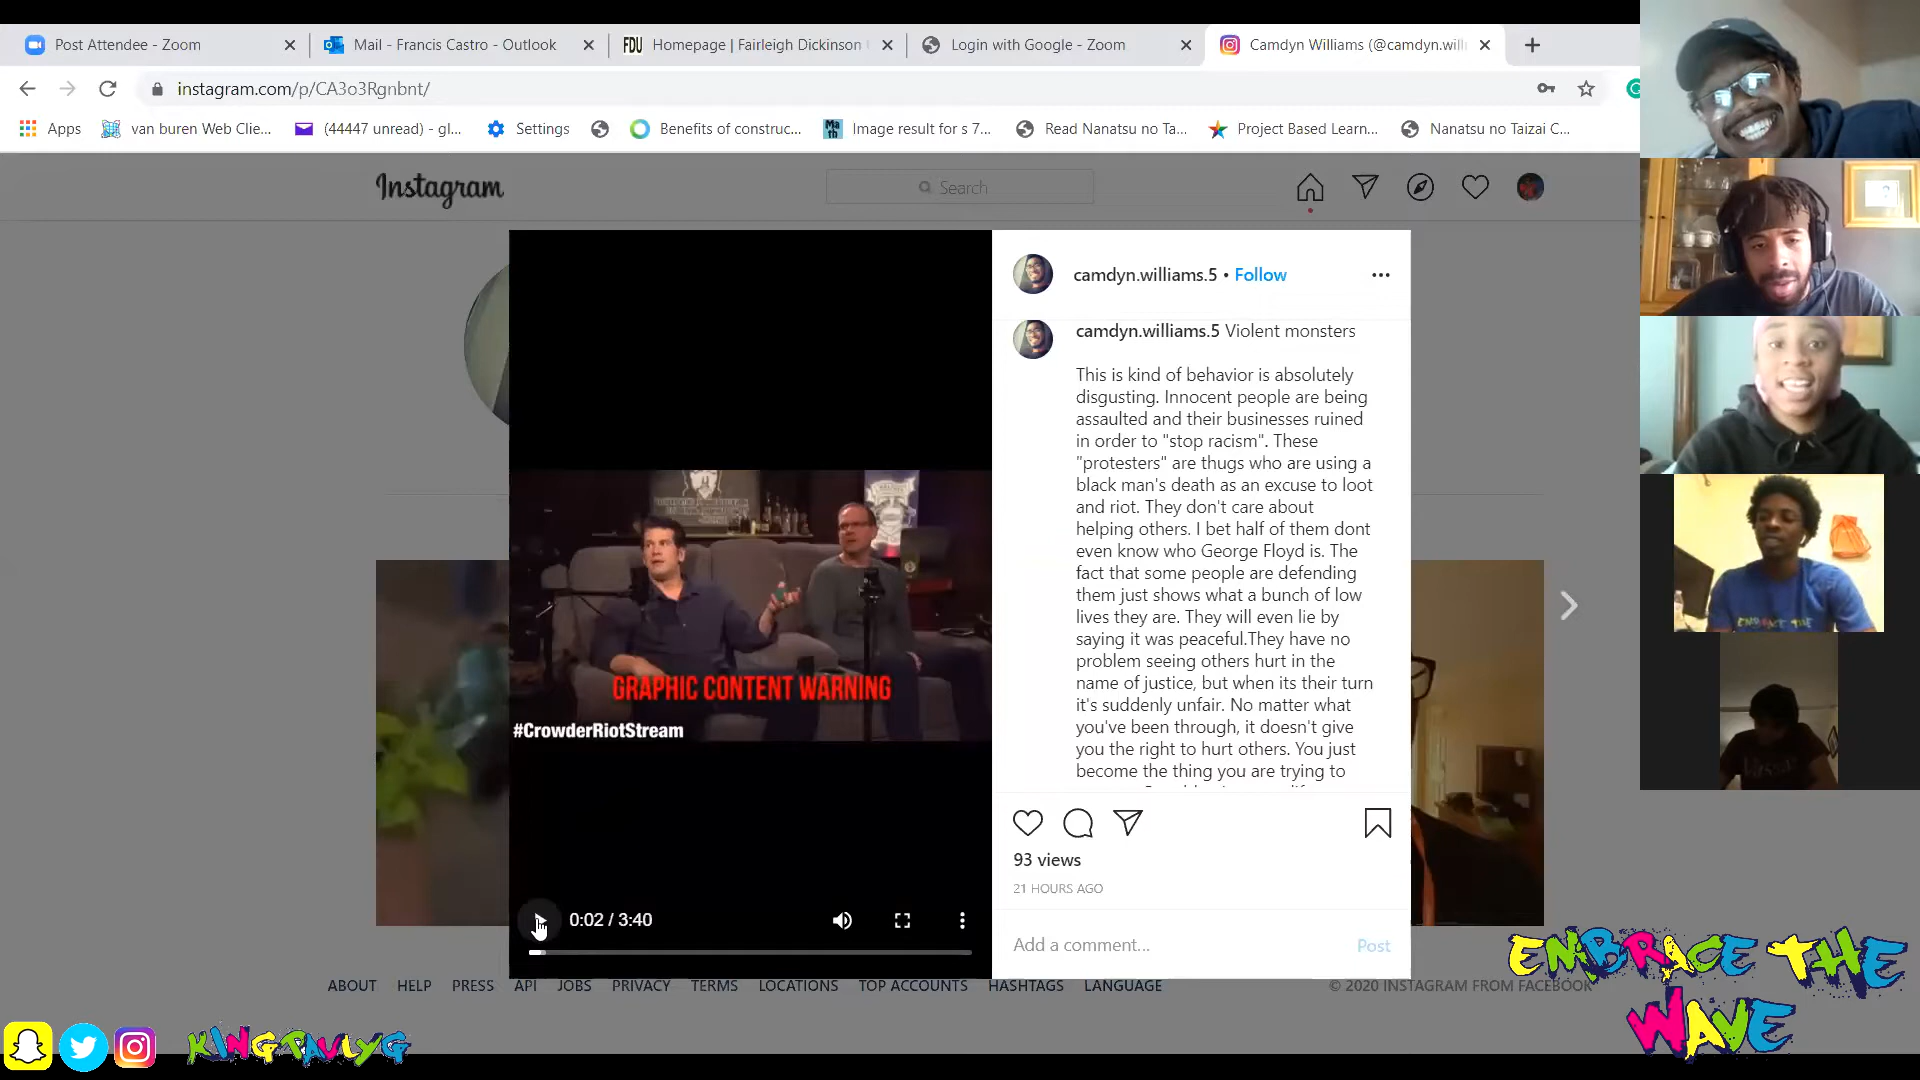 Post Attendee - Zoom
Mail - Francis Castro - Outlook
FDU Homepage | Fairleigh Dickinson
Login with Google - Zoom
Camdyn Williams (@camdyn.will
instagram.com/p/CA3o3Rgnbnt/
Apps
van buren Web Clie...
(44447 unread) - gl...
Settings
Benefits of construc...
Image result for s 7...
Read Nanatsu no Ta...
Project Based Learn...
Nanatsu no Taizai C...
Instagram
Search
camdyn.williams.5 • Follow
camdyn.williams.5 Violent monsters
This is kind of behavior is absolutely
disgusting. Innocent people are being
assaulted and their businesses ruined
in order to "stop racism". These
"protesters" are thugs who are using a
black man's death as an excuse to loot
and riot. They don't care about
helping others. I bet half of them dont
even know who George Floyd is. The
fact that some people are defending
them just shows what a bunch of low
lives they are. They will even lie by
saying it was peaceful.They have no
problem seeing others hurt in the
name of justice, but when its their turn
it's suddenly unfair. No matter what
you've been through, it doesn't give
you the right to hurt others. You just
become the thing you are trying to
GRAPHIC CONTENT WARNING
#CrowderRiotStream
0:02 / 3:40
93 views
21 HOURS AGO
Add a comment...
Post
ABOUT HELP PRESS API JOBS PRIVACY TERMS LOCATIONS TOP ACCOUNTS HASHTAGS LANGUAGE
© 2020 INSTAGRAM FROM FACEBOOK
EMBRACE THE
WAVE
KINGPAVLYG
EMBRACE THE